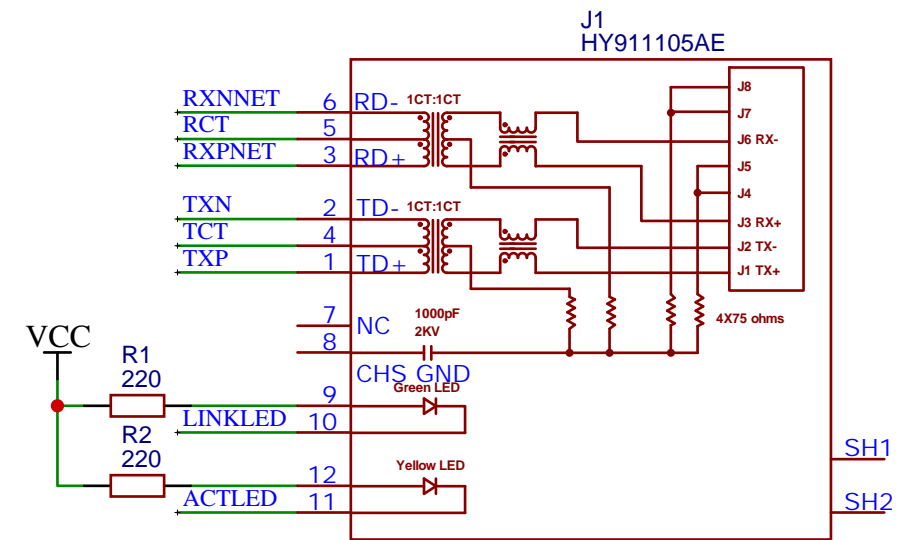 J1
HY911105AE
RXNNET 6 RD- 1CT:1CT
RCT 5
RXPNET 3 RD+
TXN 2 TD- 1CT:1CT
TCT 4
TXP 1 TD+
J8
J7
J6 RX-
J5
J4
J3 RX+
J2 TX-
J1 TX+
7 NC
8
1000pF
2KV
4X75 ohms
CHS GND
VCC
R1
220
9
Green LED
LINKLED 10
R2
220
12
Yellow LED
ACTLED 11
SH1
SH2